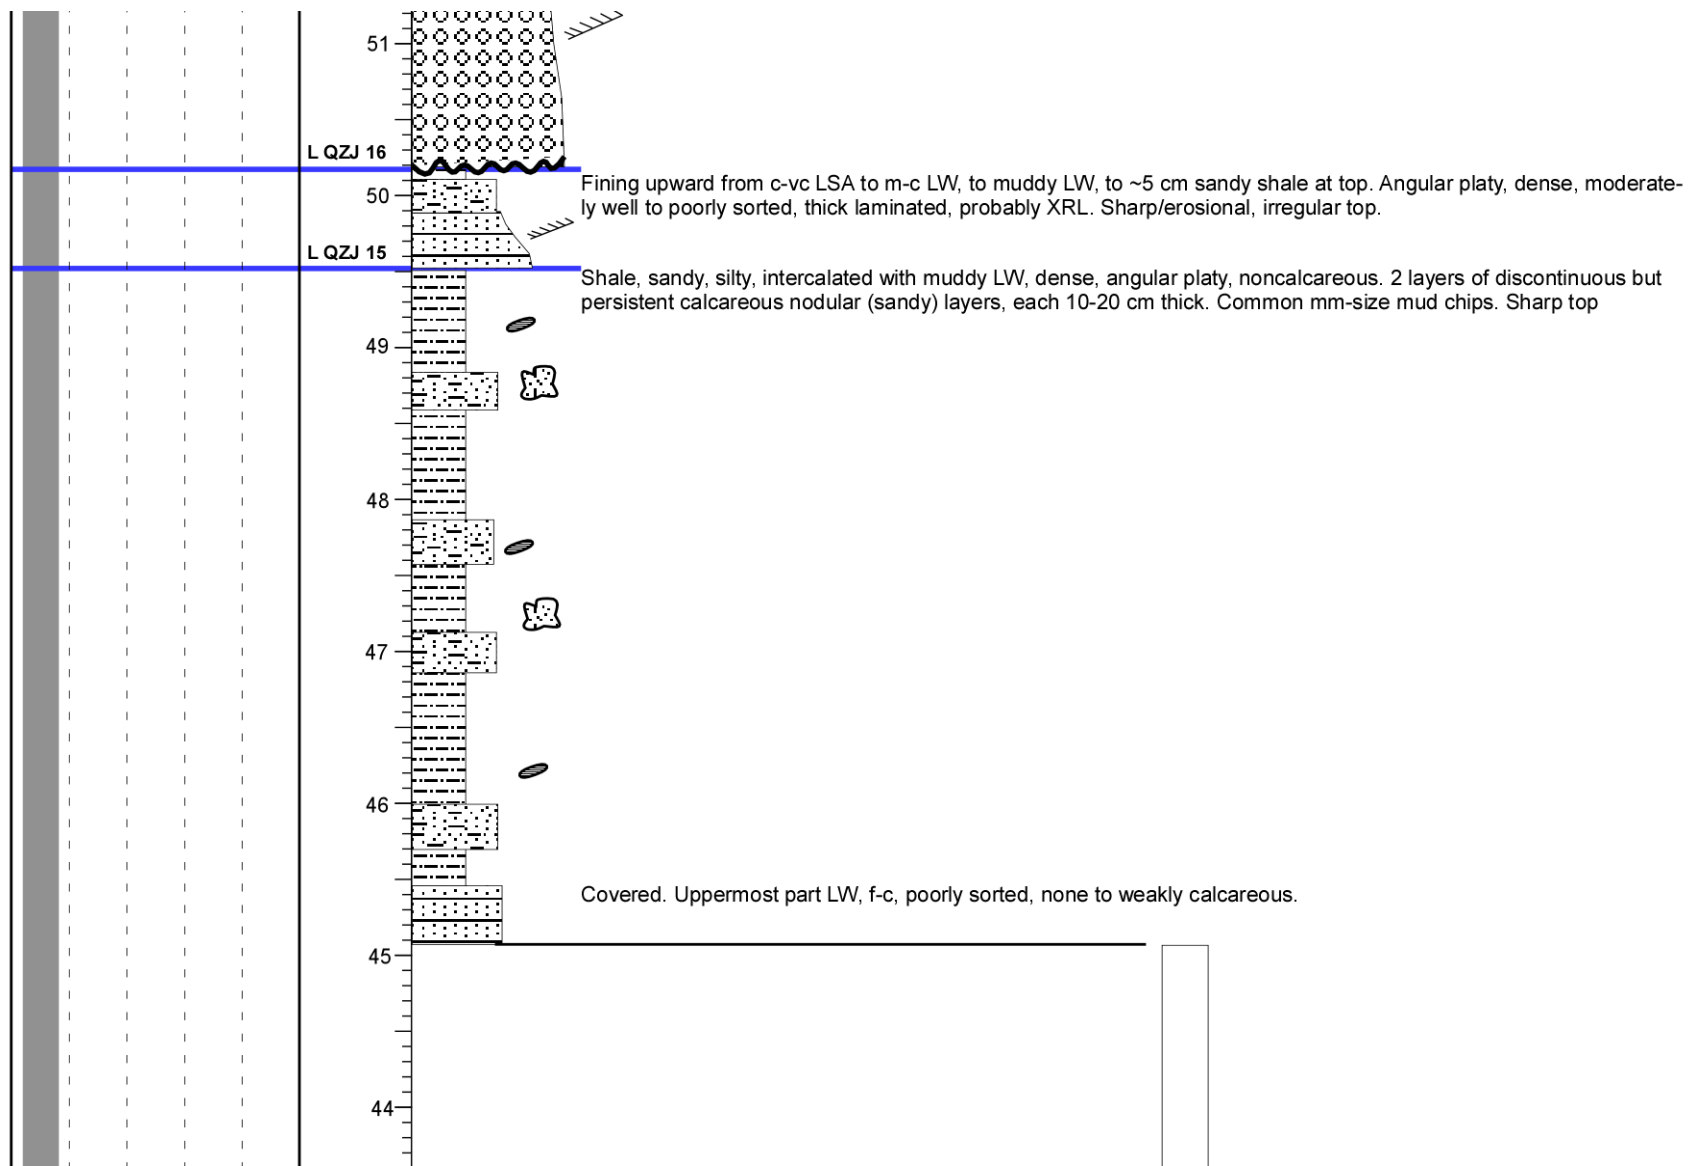 51
L QZJ 16
50
Fining upward from c-vc LSA to m-c LW, to muddy LW, to ~5 cm sandy shale at top. Angular platy, dense, moderate-
ly well to poorly sorted, thick laminated, probably XRL. Sharp/erosional, irregular top.
L QZJ 15
Shale, sandy, silty, intercalated with muddy LW, dense, angular platy, noncalcareous. 2 layers of discontinuous but
persistent calcareous nodular (sandy) layers, each 10-20 cm thick. Common mm-size mud chips. Sharp top
49
48
47
46
Covered. Uppermost part LW, f-c, poorly sorted, none to weakly calcareous.
45
44